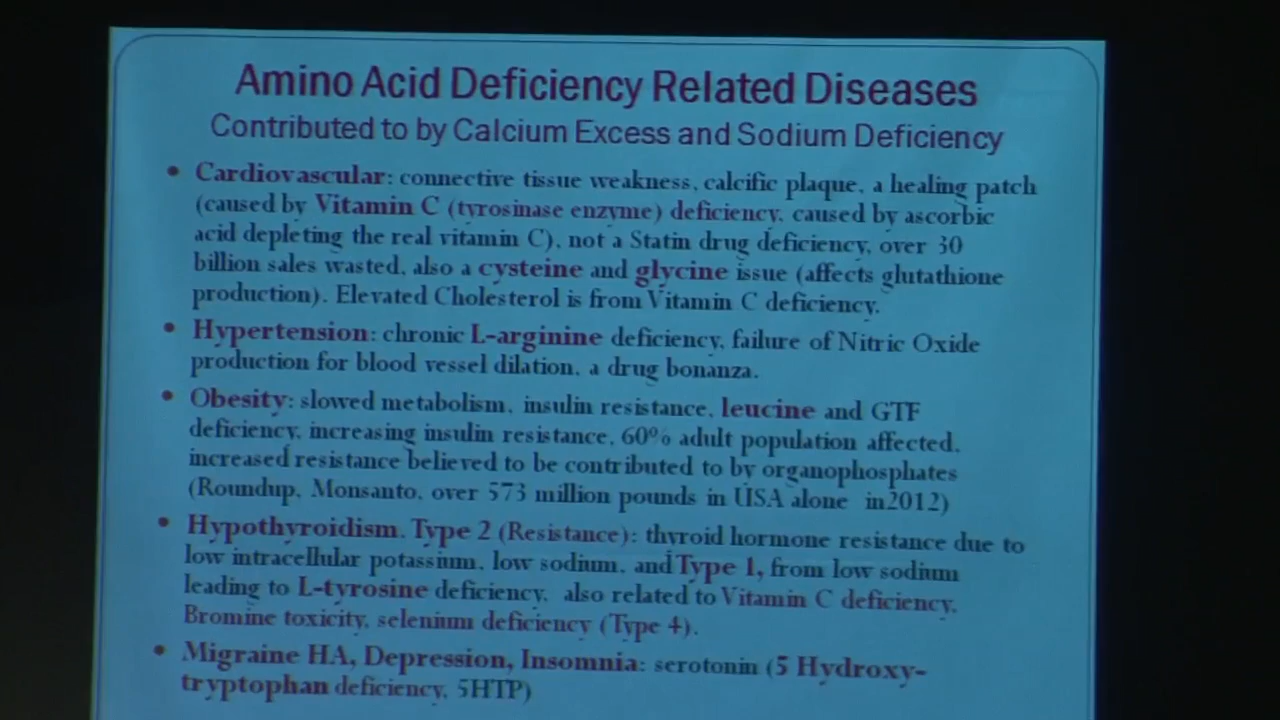 Amino Acid Deficiency Related Diseases
Contributed to by Calcium Excess and Sodium Deficiency
• Cardiovascular: connective tissue weakness, calcific plaque, a healing patch
(caused by Vitamin C (tyrosinase enzyme) deficiency, caused by ascorbic
acid depleting the real vitamin C), not a Statin drug deficiency, over 30
billion sales wasted, also a cysteine and glycine issue (affects glutathione
production). Elevated Cholesterol is from Vitamin C deficiency.
• Hypertension: chronic L-arginine deficiency, failure of Nitric Oxide
production for blood vessel dilation, a drug bonanza.
• Obesity: slowed metabolism, insulin resistance, leucine and GTF
deficiency, increasing insulin resistance, 60% adult population affected,
increased resistance believed to be contributed to by organophosphates
(Roundup, Monsanto, over 573 million pounds in USA alone in2012)
• Hypothyroidism, Type 2 (Resistance): thyroid hormone resistance due to
low intracellular potassium, low sodium, and Type 1, from low sodium
leading to L-tyrosine deficiency, also related to Vitamin C deficiency,
Bromine toxicity, selenium deficiency (Type 4).
• Migraine HA, Depression, Insomnia: serotonin (5 Hydroxy-
tryptophan deficiency, 5HTP)